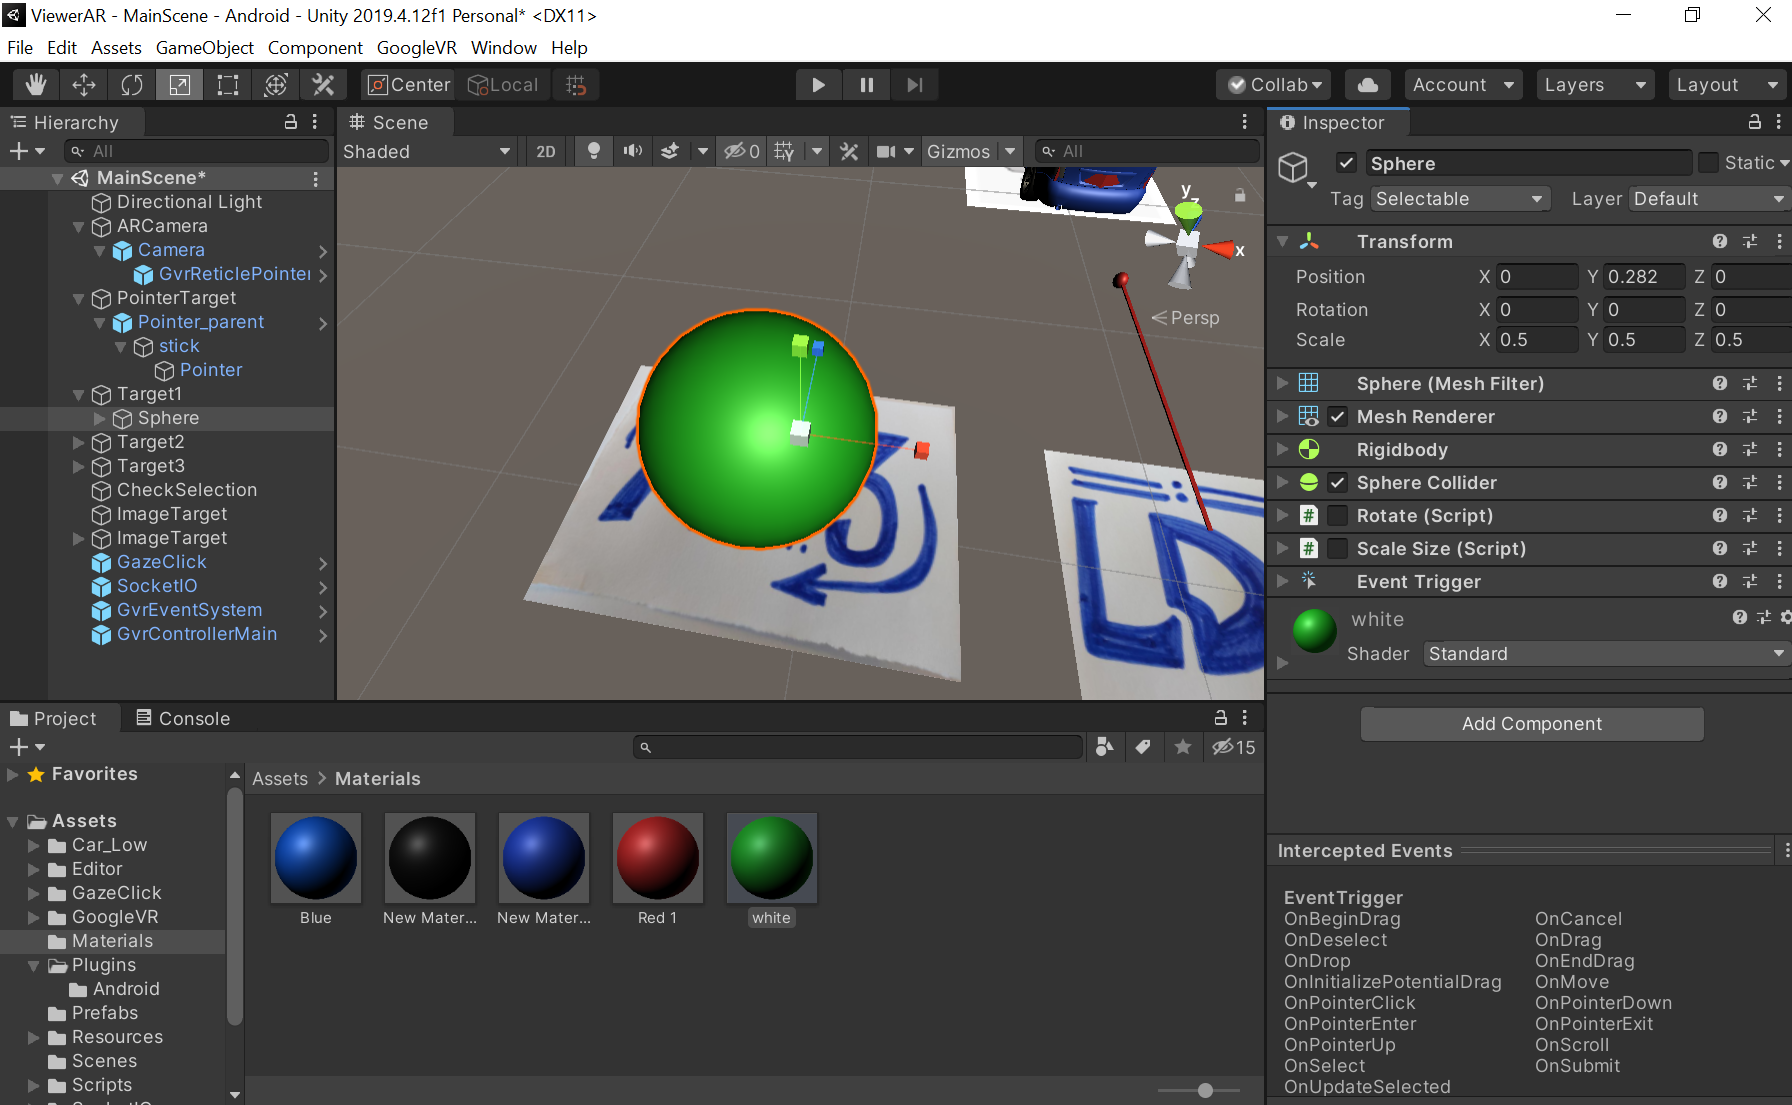 ViewerAR - MainScene - Android - Unity 2019.4.12f1 Personal* <DX11>
File Edit Assets GameObject Component GoogleVR Window Help
Center Local Collab Account Layers Layout
Hierarchy
All
MainScene*
Directional Light
ARCamera
Camera
GvrReticlePointer
PointerTarget
Pointer_parent
stick
Pointer
Target1
Sphere
Target2
Target3
CheckSelection
ImageTarget
ImageTarget
GazeClick
SocketIO
GvrEventSystem
GvrControllerMain
Scene
Shaded 2D 0 Gizmos All
y
z
x
Persp
Inspector
Sphere Static
Tag Selectable Layer Default
Transform
Position X 0 Y 0.282 Z 0
Rotation X 0 Y 0 Z 0
Scale X 0.5 Y 0.5 Z 0.5
Sphere (Mesh Filter)
Mesh Renderer
Rigidbody
Sphere Collider
Rotate (Script)
Scale Size (Script)
Event Trigger
white
Shader Standard
Add Component
Project Console
15
Favorites
Assets
Car_Low
Editor
GazeClick
GoogleVR
Materials
Plugins
Android
Prefabs
Resources
Scenes
Scripts
Assets > Materials
Blue New Mater... New Mater... Red 1 white
Intercepted Events
EventTrigger
OnBeginDrag OnCancel
OnDeselect OnDrag
OnDrop OnEndDrag
OnInitializePotentialDrag OnMove
OnPointerClick OnPointerDown
OnPointerEnter OnPointerExit
OnPointerUp OnScroll
OnSelect OnSubmit
OnUpdateSelected